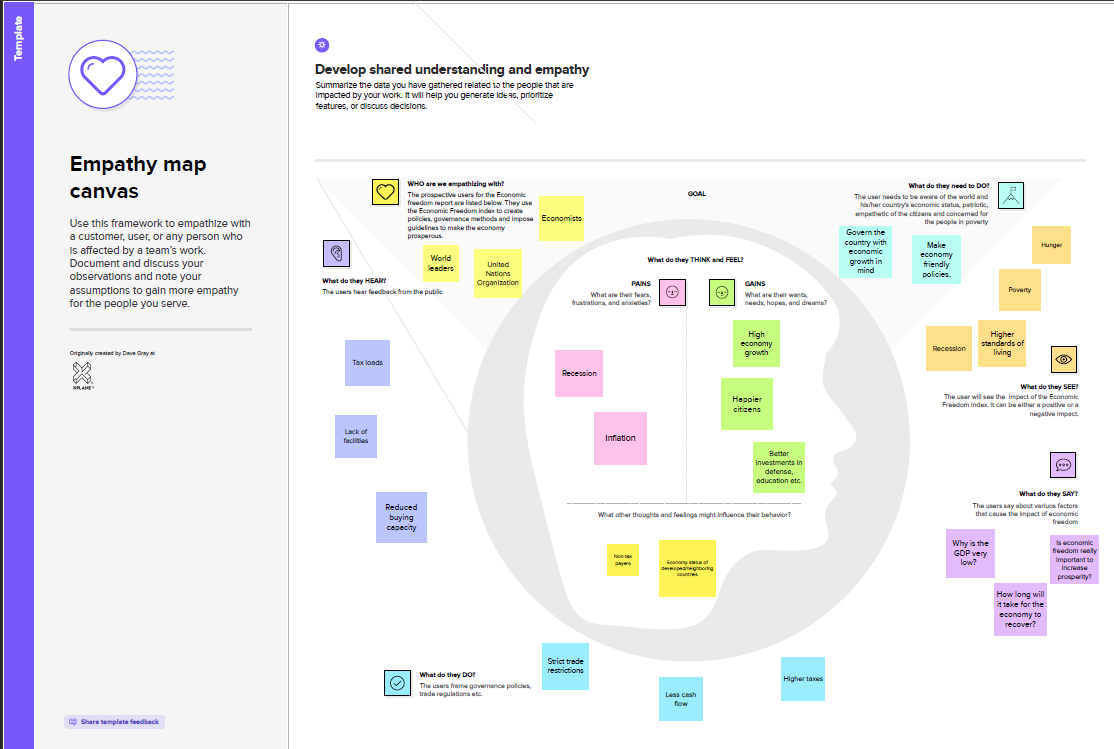 Template
Empathy map
canvas
Use this framework to empathize with
a customer, user, or any person who
is affected by a team's work.
Document and discuss your
observations and note your
assumptions to gain more empathy
for the people you serve.
Originally created by Dave Gray at
XPLANE
Share template feedback
Develop shared understanding and empathy
Summarize the data you have gathered related to the people that are
impacted by your work. It will help you generate ideas, prioritize
features, or discuss decisions.
WHO are we empathizing with?
The prospective users for the Economic
freedom report are listed below. They use
the Economic Freedom Index to create
policies, governance methods and impose
guidelines to make the economy
prosperous.
Economists
World
leaders
United
Nations
Organization
GOAL
What do they need to DO?
The user needs to be aware of the world and
his/her country's economic status, patriotic,
empathetic of the citizens and concerned for
the people in poverty
Govern the
country with
economic
growth in
mind
Make
economy
friendly
policies.
What do they HEAR?
The users hear feedback from the public
Tax loads
Lack of
facilities
Reduced
buying
capacity
What do they THINK and FEEL?
PAINS
What are their fears,
frustrations, and anxieties?
GAINS
What are their wants,
needs, hopes, and dreams?
Recession
Inflation
High
economy
growth
Happier
citizens
Better
investments in
defense,
education etc.
What other thoughts and feelings might influence their behavior?
Non-tax
payers
Economy status of
developed/neighboring
countries
Hunger
Poverty
Recession
Higher
standards of
living
What do they SEE?
The user will see the impact of the Economic
Freedom index. It can be either a positive or a
negative impact.
What do they SAY?
The users say about various factors
that cause the impact of economic
freedom
Why is the
GDP very
low?
Is economic
freedom really
important to
increase
prosperity?
How long will
it take for the
economy to
recover?
What do they DO?
The users frame governance policies,
trade regulations etc.
Strict trade
restrictions
Less cash
flow
Higher taxes